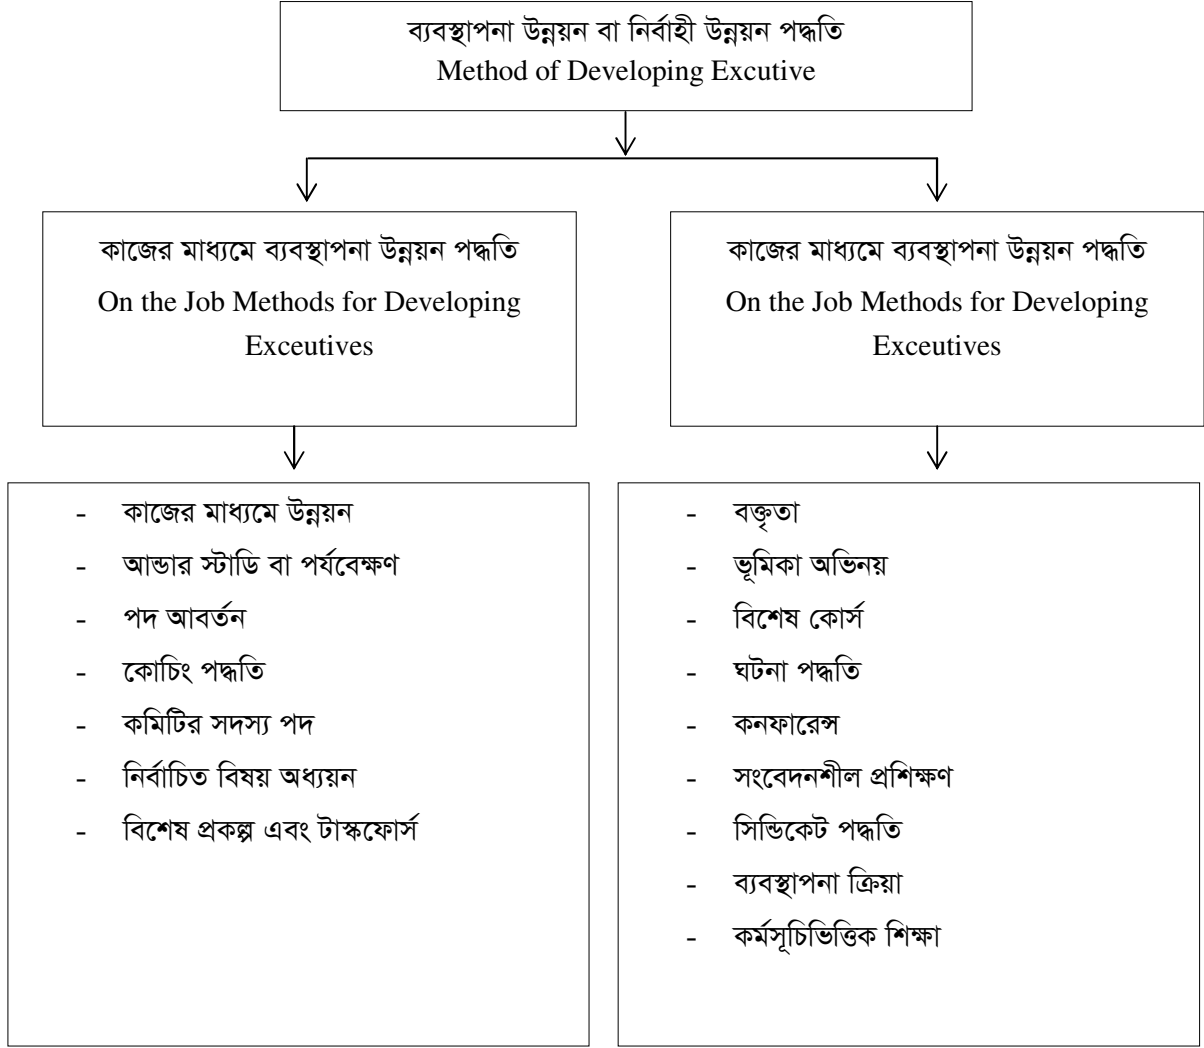 ব্যবস্থাপনা উন্নয়ন বা নির্বাহী উন্নয়ন পদ্ধতি
Method of Developing Excutive
কাজের মাধ্যমে ব্যবস্থাপনা উন্নয়ন পদ্ধতি
On the Job Methods for Developing
Exceutives
কাজের মাধ্যমে ব্যবস্থাপনা উন্নয়ন পদ্ধতি
On the Job Methods for Developing
Exceutives
- কাজের মাধ্যমে উন্নয়ন
- আন্ডার স্টাডি বা পর্যবেক্ষণ
- পদ আবর্তন
- কোচিং পদ্ধতি
- কমিটির সদস্য পদ
- নির্বাচিত বিষয় অধ্যয়ন
- বিশেষ প্রকল্প এবং টাস্কফোর্স
- বক্তৃতা
- ভূমিকা অভিনয়
- বিশেষ কোর্স
- ঘটনা পদ্ধতি
- কনফারেন্স
- সংবেদনশীল প্রশিক্ষণ
- সিন্ডিকেট পদ্ধতি
- ব্যবস্থাপনা ক্রিয়া
- কর্মসূচিভিত্তিক শিক্ষা